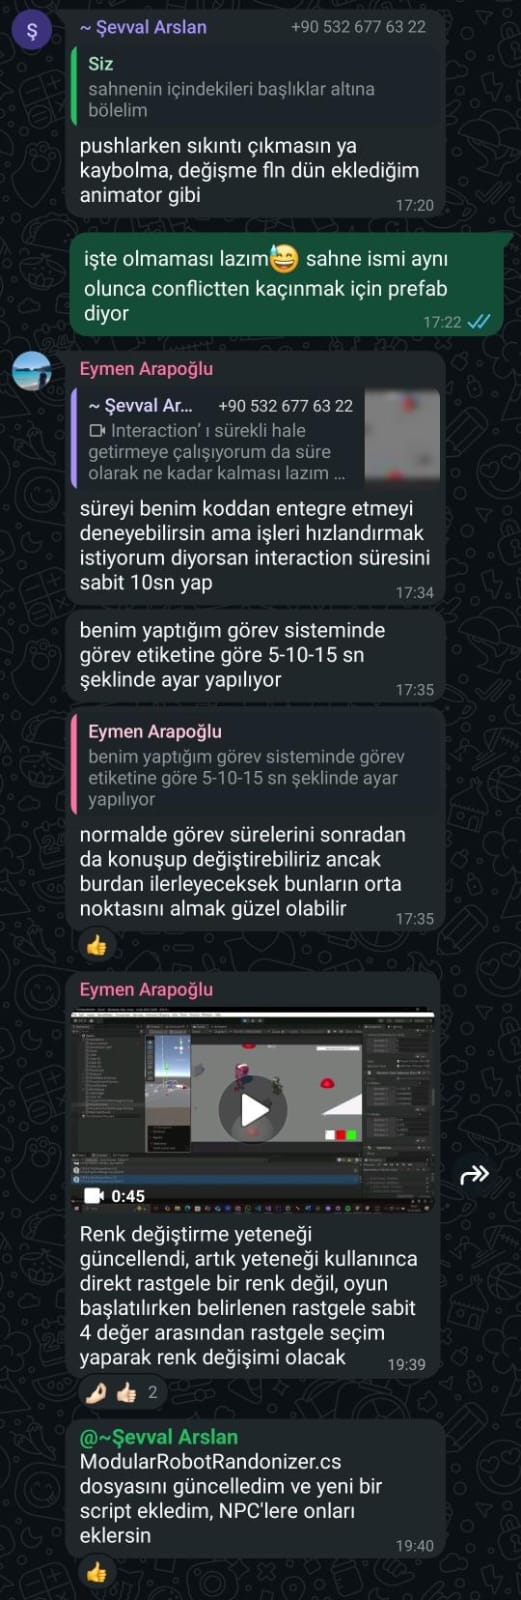 Ş
~ Şevval Arslan +90 532 677 63 22
Siz
sahnenin içindekileri başlıklar altına
bölelim
pushlarken sıkıntı çıkmasın ya
kaybolma, değişme fln dün eklediğim
animator gibi
17:20
işte olmaması lazım😅 sahne ismi aynı
olunca conflictten kaçınmak için prefab
diyor
17:22
Eymen Arapoğlu
~ Şevval Ar... +90 532 677 63 22
Interaction' ı sürekli hale
getirmeye çalışıyorum da süre
olarak ne kadar kalması lazım ...
süreyi benim koddan entegre etmeyi
deneyebilirsin ama işleri hızlandırmak
istiyorum diyorsan interaction süresini
sabit 10sn yap
17:34
benim yaptığım görev sisteminde
görev etiketine göre 5-10-15 sn
şeklinde ayar yapılıyor
17:35
Eymen Arapoğlu
benim yaptığım görev sisteminde görev
etiketine göre 5-10-15 sn şeklinde ayar
yapılıyor
normalde görev sürelerini sonradan
da konuşup değiştirebiliriz ancak
burdan ilerleyeceksek bunların orta
noktasını almak güzel olabilir
17:35
👍
Eymen Arapoğlu
0:45
Renk değiştirme yeteneği
güncellendi, artık yeteneği kullanınca
direkt rastgele bir renk değil, oyun
başlatılırken belirlenen rastgele sabit
4 değer arasından rastgele seçim
yaparak renk değişimi olacak
19:39
🤌🏻 👍🏻 2
@~Şevval Arslan
ModularRobotRandonizer.cs
dosyasını güncelledim ve yeni bir
script ekledim, NPC'lere onları
eklersin
19:40
👍